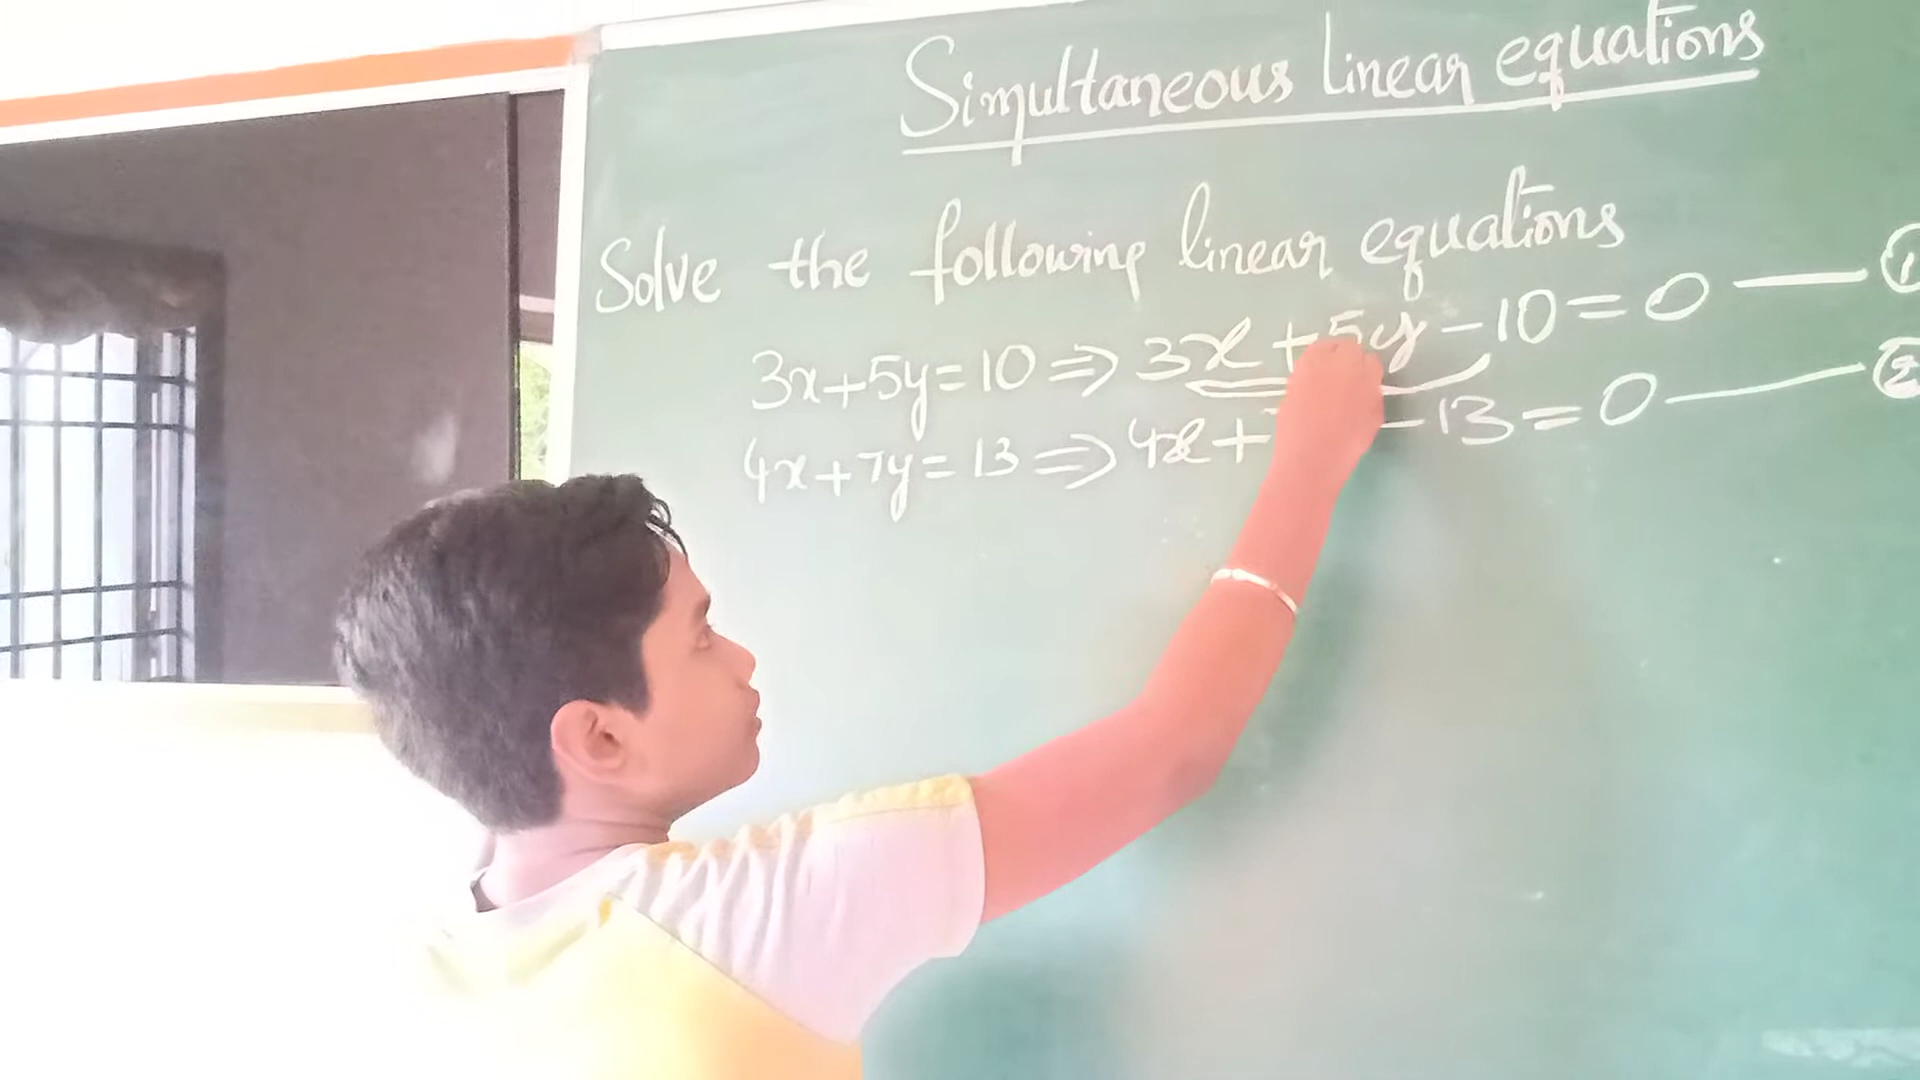 Simultaneous linear equations
Solve the following linear equations
3x+5y=10 ⇒ 3x+5y-10=0 — ①
4x+7y=13 ⇒ 4x+ -13=0 — ②